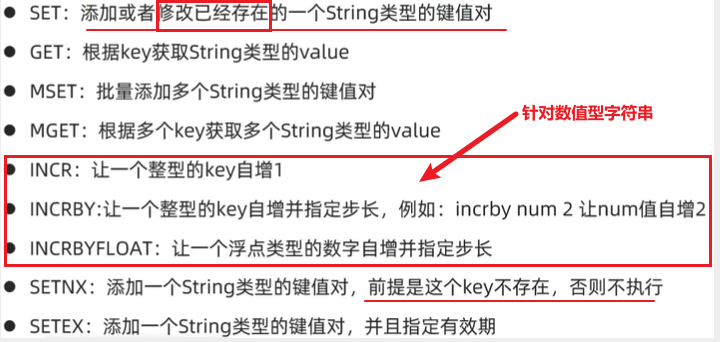 ● SET：添加或者修改已经存在的一个String类型的键值对
● GET：根据key获取String类型的value
● MSET：批量添加多个String类型的键值对
● MGET：根据多个key获取多个String类型的value
针对数值型字符串
● INCR：让一个整型的key自增1
● INCRBY:让一个整型的key自增并指定步长，例如：incrby num 2 让num值自增2
● INCRBYFLOAT：让一个浮点类型的数字自增并指定步长
● SETNX：添加一个String类型的键值对，前提是这个key不存在，否则不执行
● SETEX：添加一个String类型的键值对，并且指定有效期